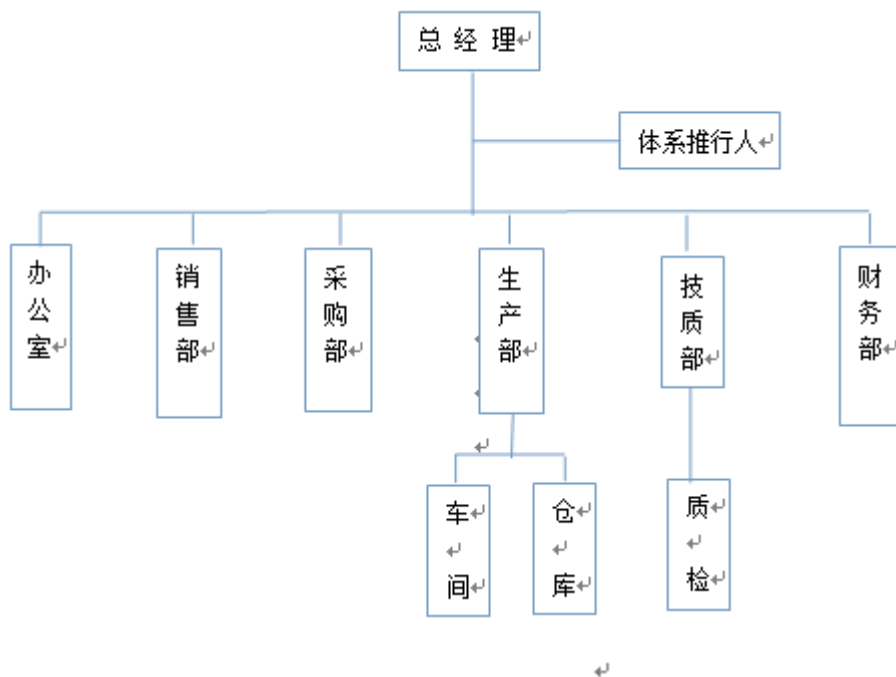 总 经 理
体系推行人
办公室
销售部
采购部
生产部
技质部
财务部
车间
仓库
质检